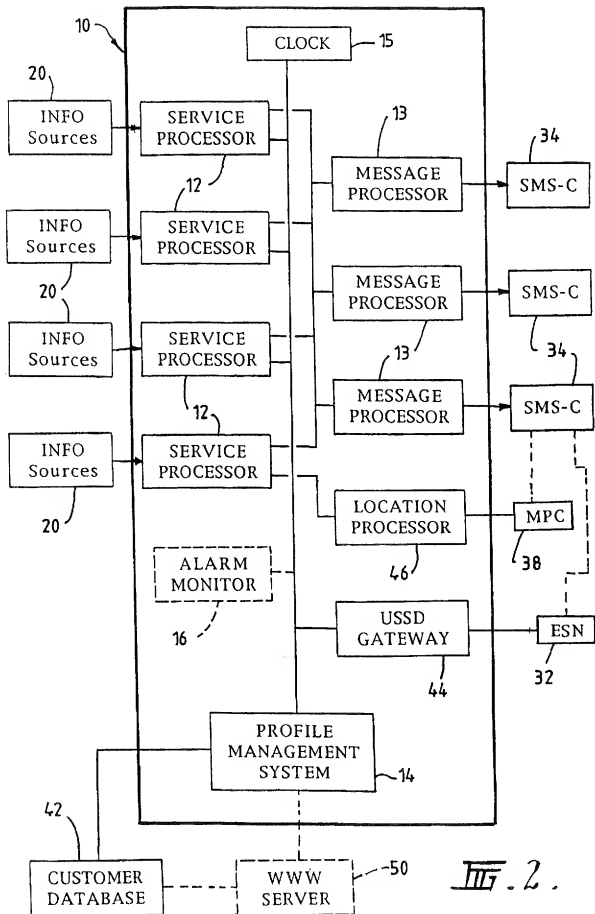 10
CLOCK
15
20
INFO
Sources
SERVICE
PROCESSOR
13
MESSAGE
PROCESSOR
34
SMS-C
12
INFO
Sources
SERVICE
PROCESSOR
20
MESSAGE
PROCESSOR
SMS-C
INFO
Sources
SERVICE
PROCESSOR
13
34
12
MESSAGE
PROCESSOR
SMS-C
INFO
Sources
SERVICE
PROCESSOR
20
LOCATION
PROCESSOR
MPC
46
38
ALARM
MONITOR
16
USSD
GATEWAY
ESN
44
32
PROFILE
MANAGEMENT
SYSTEM
14
42
CUSTOMER
DATABASE
WWW
SERVER
50
FIG. 2.